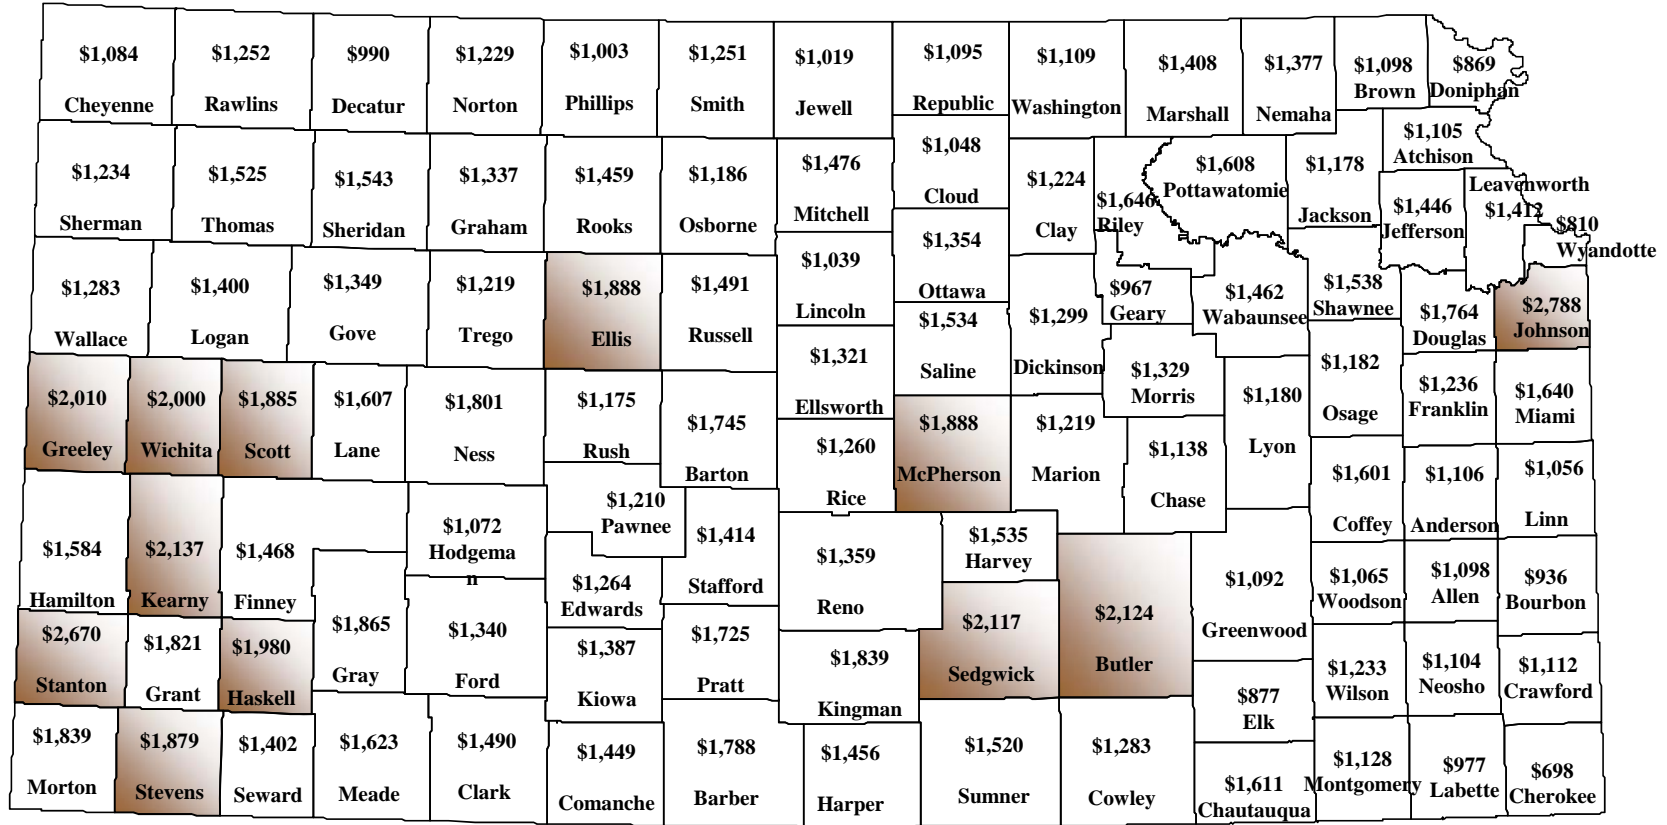 $1,084
Cheyenne
$1,252
Rawlins
$990
Decatur
$1,229
Norton
$1,003
Phillips
$1,251
Smith
$1,019
Jewell
$1,095
Republic
$1,109
Washington
$1,408
Marshall
$1,377
Nemaha
$1,098
Brown
$869
Doniphan
$1,234
Sherman
$1,525
Thomas
$1,543
Sheridan
$1,337
Graham
$1,459
Rooks
$1,186
Osborne
$1,476
Mitchell
$1,048
Cloud
$1,224
Clay
$1,646
Riley
$1,608
Pottawatomie
$1,178
Jackson
$1,105
Atchison
$1,446
Jefferson
Leavenworth
$1,412
$810
Wyandotte
$1,283
Wallace
$1,400
Logan
$1,349
Gove
$1,219
Trego
$1,888
Ellis
$1,491
Russell
$1,039
Lincoln
$1,354
Ottawa
$1,299
Dickinson
$967
Geary
$1,462
Wabaunsee
$1,538
Shawnee
$1,764
Douglas
$2,788
Johnson
$2,010
Greeley
$2,000
Wichita
$1,885
Scott
$1,607
Lane
$1,801
Ness
$1,175
Rush
$1,745
Barton
$1,321
Ellsworth
$1,534
Saline
$1,329
Morris
$1,180
Lyon
$1,182
Osage
$1,236
Franklin
$1,640
Miami
$1,260
Rice
$1,888
McPherson
$1,219
Marion
$1,138
Chase
$1,601
Coffey
$1,106
Anderson
$1,056
Linn
$1,584
Hamilton
$2,137
Kearny
$1,468
Finney
$1,072
Hodgema
n
$1,210
Pawnee
$1,414
Stafford
$1,264
Edwards
$1,359
Reno
$1,535
Harvey
$2,124
Butler
$1,092
Greenwood
$1,065
Woodson
$1,098
Allen
$936
Bourbon
$2,670
Stanton
$1,821
Grant
$1,980
Haskell
$1,865
Gray
$1,340
Ford
$1,387
Kiowa
$1,725
Pratt
$1,839
Kingman
$2,117
Sedgwick
$877
Elk
$1,233
Wilson
$1,104
Neosho
$1,112
Crawford
$1,839
Morton
$1,879
Stevens
$1,402
Seward
$1,623
Meade
$1,490
Clark
$1,449
Comanche
$1,788
Barber
$1,456
Harper
$1,520
Sumner
$1,283
Cowley
$1,611
Chautauqua
$1,128
Montgomery
$977
Labette
$698
Cherokee